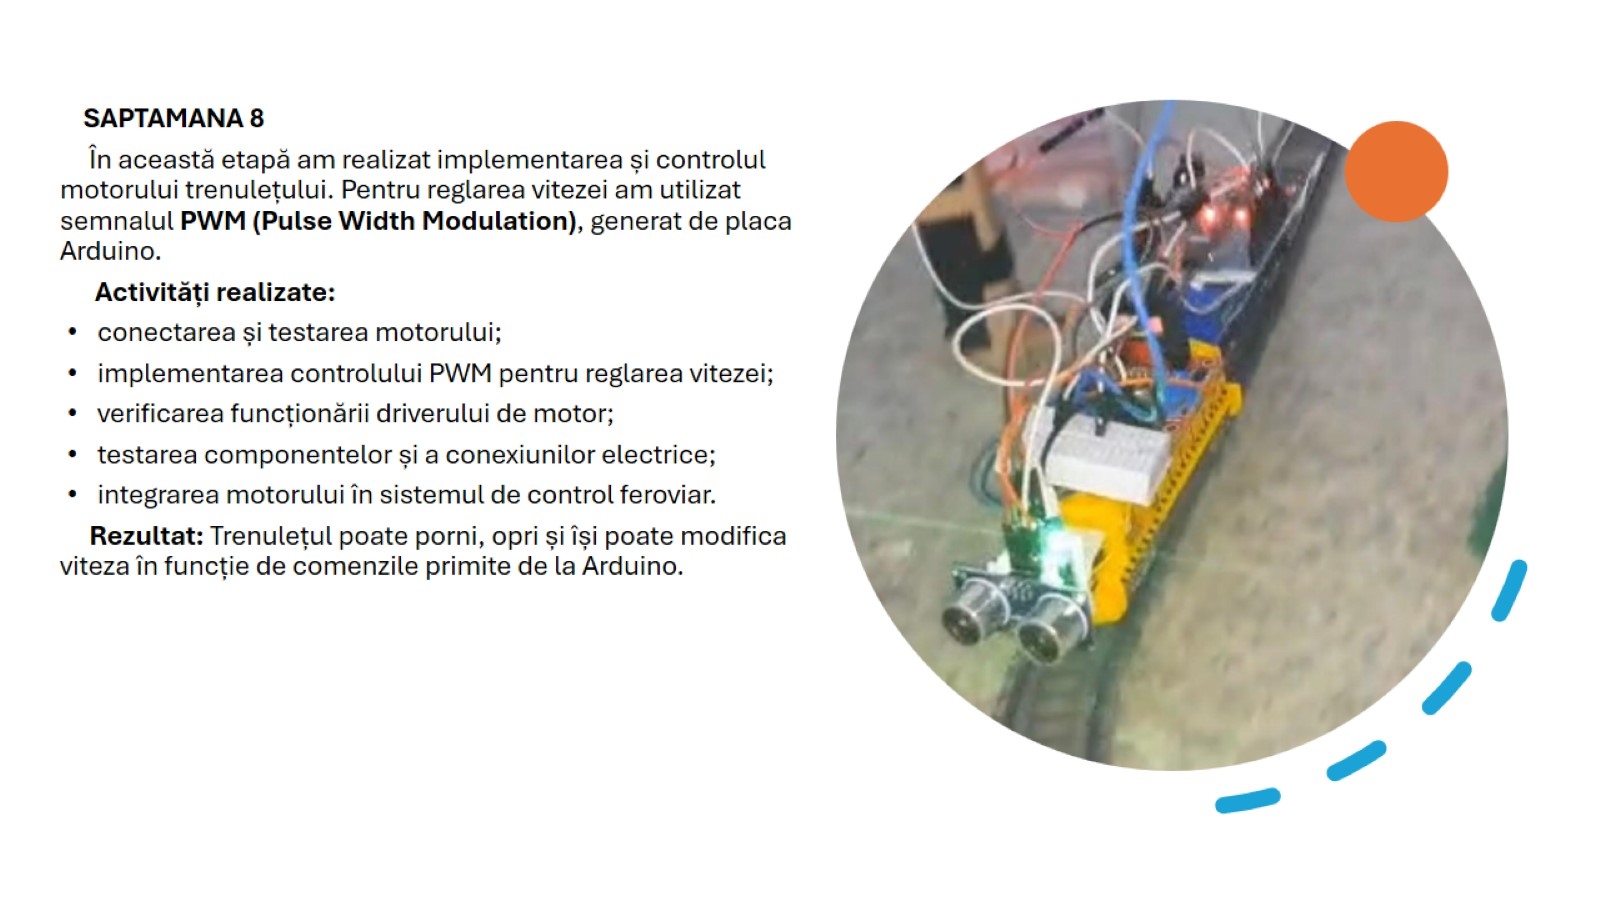 SAPTAMANA 8
În această etapă am realizat implementarea și controlul
motorului trenulețului. Pentru reglarea vitezei am utilizat
semnalul PWM (Pulse Width Modulation), generat de placa
Arduino.
Activități realizate:
• conectarea și testarea motorului;
• implementarea controlului PWM pentru reglarea vitezei;
• verificarea funcționării driverului de motor;
• testarea componentelor și a conexiunilor electrice;
• integrarea motorului în sistemul de control feroviar.
Rezultat: Trenulețul poate porni, opri și își poate modifica
viteza în funcție de comenzile primite de la Arduino.